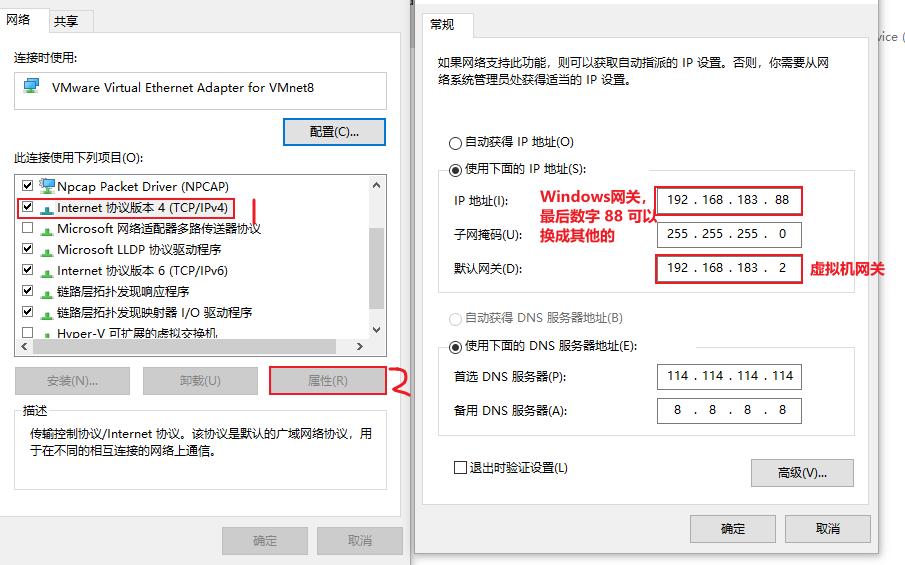 网络
共享
连接时使用:
VMware Virtual Ethernet Adapter for VMnet8
配置(C)...
此连接使用下列项目(O):
Npcap Packet Driver (NPCAP)
Internet 协议版本 4 (TCP/IPv4)
1
Microsoft 网络适配器多路传送器协议
Microsoft LLDP 协议驱动程序
Internet 协议版本 6 (TCP/IPv6)
链路层拓扑发现响应程序
链路层拓扑发现映射器 I/O 驱动程序
Hyper-V 可扩展的虚拟交换机
安装(N)...
卸载(U)
属性(R)
2
描述
传输控制协议/Internet 协议。该协议是默认的广域网络协议，用
于在不同的相互连接的网络上通信。
确定
取消
常规
如果网络支持此功能，则可以获取自动指派的 IP 设置。否则，你需要从网
络系统管理员处获得适当的 IP 设置。
自动获得 IP 地址(O)
使用下面的 IP 地址(S):
IP 地址(I):
192 . 168 . 183 . 88
Windows网关，
最后数字 88 可以
换成其他的
子网掩码(U):
255 . 255 . 255 . 0
默认网关(D):
192 . 168 . 183 . 2
虚拟机网关
自动获得 DNS 服务器地址(B)
使用下面的 DNS 服务器地址(E):
首选 DNS 服务器(P):
114 . 114 . 114 . 114
备用 DNS 服务器(A):
8 . 8 . 8 . 8
退出时验证设置(L)
高级(V)...
确定
取消
vice (